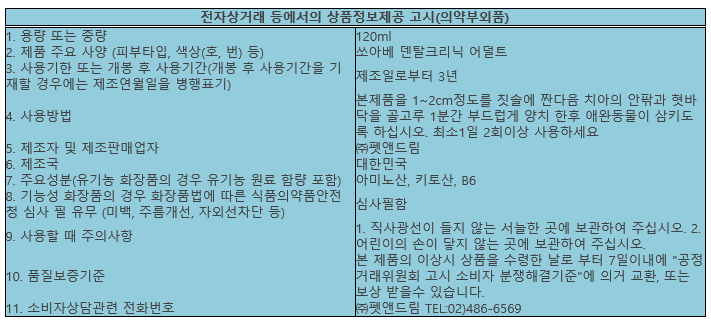 전자상거래 등에서의 상품정보제공 고시(의약부외품)
1. 용량 또는 중량
120ml
2. 제품 주요 사양 (피부타입, 색상(호, 번) 등)
쏘아베 덴탈크리닉 어덜트
3. 사용기한 또는 개봉 후 사용기간(개봉 후 사용기간을 기
재할 경우에는 제조연월일을 병행표기)
제조일로부터 3년
4. 사용방법
본제품을 1~2cm정도를 칫솔에 짠다음 치아의 안팎과 혓바
닥을 골고루 1분간 부드럽게 양치 한후 애완동물이 삼키도
록 하십시오. 최소1일 2회이상 사용하세요
5. 제조자 및 제조판매업자
㈜펫앤드림
6. 제조국
대한민국
7. 주요성분(유기농 화장품의 경우 유기농 원료 함량 포함)
아미노산, 키토산, B6
8. 기능성 화장품의 경우 화장품법에 따른 식품의약품안전
청 심사 필 유무 (미백, 주름개선, 자외선차단 등)
심사필함
9. 사용할 때 주의사항
1. 직사광선이 들지 않는 서늘한 곳에 보관하여 주십시오. 2.
어린이의 손이 닿지 않는 곳에 보관하여 주십시오.
10. 품질보증기준
본 제품의 이상시 상품을 수령한 날로 부터 7일이내에 "공정
거래위원회 고시 소비자 분쟁해결기준"에 의거 교환, 또는
보상 받을수 있습니다.
11. 소비자상담관련 전화번호
㈜펫앤드림 TEL:02)486-6569